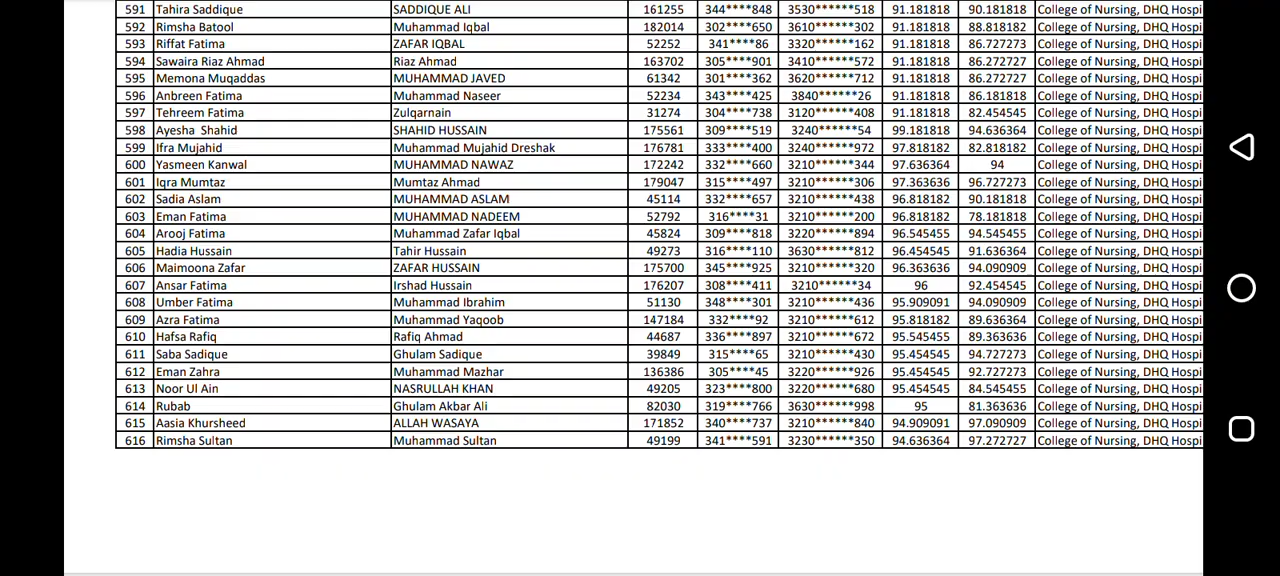 591 Tahira Saddique SADDIQUE ALI 161255 344****848 3530******518 91.181818 90.181818 College of Nursing, DHQ Hospi
592 Rimsha Batool Muhammad Iqbal 182014 302****650 3610******302 91.181818 88.818182 College of Nursing, DHQ Hospi
593 Riffat Fatima ZAFAR IQBAL 52252 341****86 3320******162 91.181818 86.727273 College of Nursing, DHQ Hospi
594 Sawaira Riaz Ahmad Riaz Ahmad 163702 305****901 3410******572 91.181818 86.272727 College of Nursing, DHQ Hospi
595 Memona Muqaddas MUHAMMAD JAVED 61342 301****362 3620******712 91.181818 86.272727 College of Nursing, DHQ Hospi
596 Anbreen Fatima Muhammad Naseer 52234 343****425 3840******26 91.181818 86.181818 College of Nursing, DHQ Hospi
597 Tehreem Fatima Zulqarnain 31274 304****738 3120******408 91.181818 82.454545 College of Nursing, DHQ Hospi
598 Ayesha Shahid SHAHID HUSSAIN 175561 309****519 3240******54 99.181818 94.636364 College of Nursing, DHQ Hospi
599 Ifra Mujahid Muhammad Mujahid Dreshak 176781 333****400 3240******972 97.818182 82.818182 College of Nursing, DHQ Hospi
600 Yasmeen Kanwal MUHAMMAD NAWAZ 172242 332****660 3210******344 97.636364 94 College of Nursing, DHQ Hospi
601 Iqra Mumtaz Mumtaz Ahmad 179047 315****497 3210******306 97.363636 96.727273 College of Nursing, DHQ Hospi
602 Sadia Aslam MUHAMMAD ASLAM 45114 332****657 3210******438 96.818182 90.181818 College of Nursing, DHQ Hospi
603 Eman Fatima MUHAMMAD NADEEM 52792 316****31 3210******200 96.818182 78.181818 College of Nursing, DHQ Hospi
604 Arooj Fatima Muhammad Zafar Iqbal 45824 309****818 3220******894 96.545455 94.545455 College of Nursing, DHQ Hospi
605 Hadia Hussain Tahir Hussain 49273 316****110 3630******812 96.454545 91.636364 College of Nursing, DHQ Hospi
606 Maimoona Zafar ZAFAR HUSSAIN 175700 345****925 3210******320 96.363636 94.090909 College of Nursing, DHQ Hospi
607 Ansar Fatima Irshad Hussain 176207 308****411 3210******34 96 92.454545 College of Nursing, DHQ Hospi
608 Umber Fatima Muhammad Ibrahim 51130 348****301 3210******436 95.909091 94.090909 College of Nursing, DHQ Hospi
609 Azra Fatima Muhammad Yaqoob 147184 332****92 3210******612 95.818182 89.636364 College of Nursing, DHQ Hospi
610 Hafsa Rafiq Rafiq Ahmad 44687 336****897 3210******672 95.545455 89.363636 College of Nursing, DHQ Hospi
611 Saba Sadique Ghulam Sadique 39849 315****65 3210******430 95.454545 94.727273 College of Nursing, DHQ Hospi
612 Eman Zahra Muhammad Mazhar 136386 305****45 3220******926 95.454545 92.727273 College of Nursing, DHQ Hospi
613 Noor Ul Ain NASRULLAH KHAN 49205 323****800 3220******680 95.454545 84.545455 College of Nursing, DHQ Hospi
614 Rubab Ghulam Akbar Ali 82030 319****766 3630******998 95 81.363636 College of Nursing, DHQ Hospi
615 Aasia Khursheed ALLAH WASAYA 171852 340****737 3210******840 94.909091 97.090909 College of Nursing, DHQ Hospi
616 Rimsha Sultan Muhammad Sultan 49199 341****591 3230******350 94.636364 97.272727 College of Nursing, DHQ Hospi